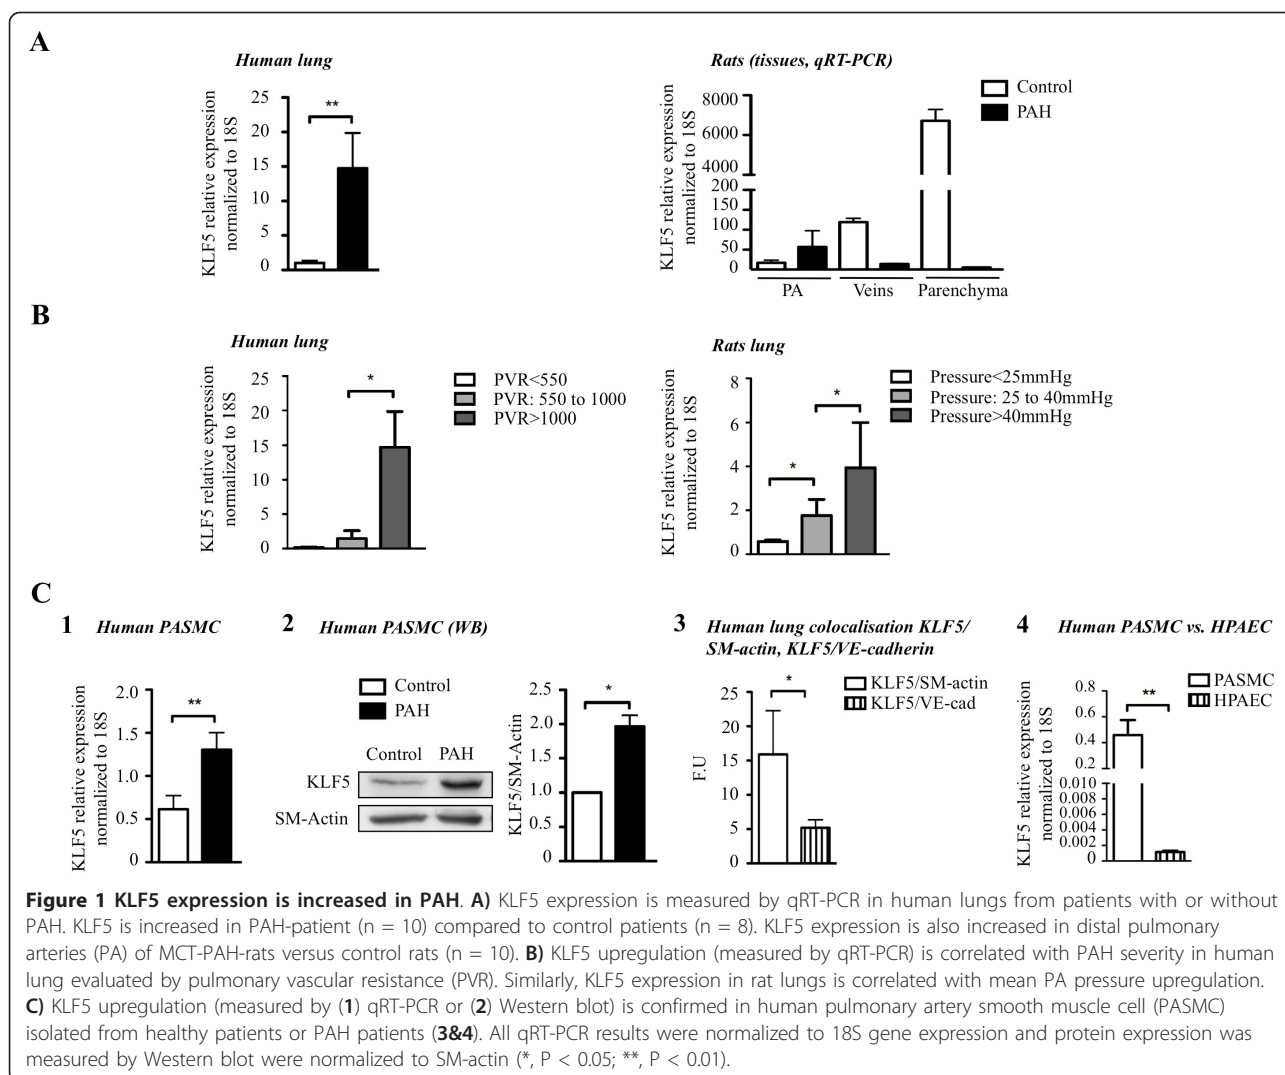 A
Human lung
KLF5 relative expression
normalized to 18S
25
20
15
10
5
0
**
Rats (tissues, qRT-PCR)
Control
PAH
KLF5 relative expression
normalized to 18S
8000
6000
4000
200
150
100
50
0
PA
Veins
Parenchyma
B
Human lung
KLF5 relative expression
normalized to 18S
25
20
15
10
5
0
*
PVR<550
PVR: 550 to 1000
PVR>1000
Rats lung
KLF5 relative expression
normalized to 18S
8
6
4
2
0
*
*
Pressure<25mmHg
Pressure: 25 to 40mmHg
Pressure>40mmHg
C
1 Human PASMC
KLF5 relative expression
normalized to 18S
2.0
1.5
1.0
0.5
0
**
2 Human PASMC (WB)
Control
PAH
Control PAH
KLF5
SM-Actin
KLF5/SM-Actin
2.5
2.0
1.0
0.5
0
*
3 Human lung colocalisation KLF5/
SM-actin, KLF5/VE-cadherin
F.U
25
20
15
10
5
0
*
KLF5/SM-actin
KLF5/VE-cad
4 Human PASMC vs. HPAEC
KLF5 relative expression
normalized to 18S
0.8
0.6
0.4
0.2
0.010
0.008
0.006
0.004
0.002
0
**
PASMC
HPAEC
Figure 1 KLF5 expression is increased in PAH. A) KLF5 expression is measured by qRT-PCR in human lungs from patients with or without
PAH. KLF5 is increased in PAH-patient (n = 10) compared to control patients (n = 8). KLF5 expression is also increased in distal pulmonary
arteries (PA) of MCT-PAH-rats versus control rats (n = 10). B) KLF5 upregulation (measured by qRT-PCR) is correlated with PAH severity in human
lung evaluated by pulmonary vascular resistance (PVR). Similarly, KLF5 expression in rat lungs is correlated with mean PA pressure upregulation.
C) KLF5 upregulation (measured by (1) qRT-PCR or (2) Western blot) is confirmed in human pulmonary artery smooth muscle cell (PASMC)
isolated from healthy patients or PAH patients (3&4). All qRT-PCR results were normalized to 18S gene expression and protein expression was
measured by Western blot were normalized to SM-actin (*, P < 0.05; **, P < 0.01).